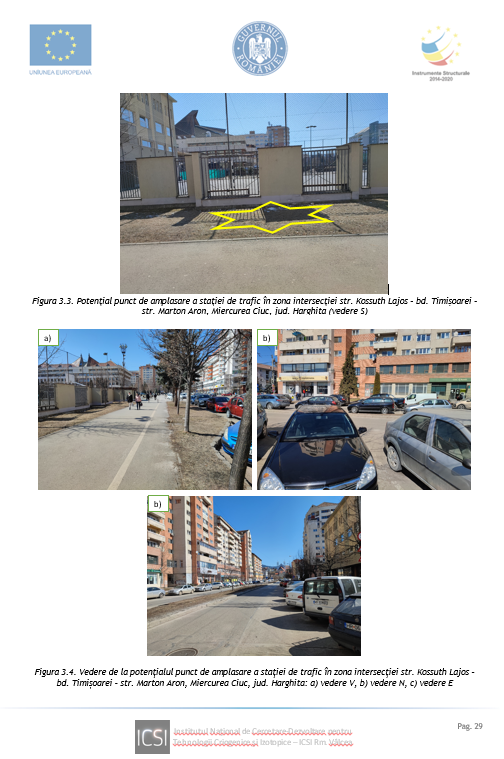 UNIUNEA EUROPEANĂ
GUVERNUL ROMÂNIEI
Instrumente Structurale
2014-2020
Figura 3.3. Potențial punct de amplasare a stației de trafic în zona intersecției str. Kossuth Lajos – bd. Timișoarei –
str. Marton Aron, Miercurea Ciuc, jud. Harghita (vedere S)
a)
b)
b)
Figura 3.4. Vedere de la potențialul punct de amplasare a stației de trafic în zona intersecției str. Kossuth Lajos –
bd. Timișoarei – str. Marton Aron, Miercurea Ciuc, jud. Harghita: a) vedere V, b) vedere N, c) vedere E
Pag. 29
ICSI
Institutul Național de Cercetare-Dezvoltare pentru
Tehnologii Criogenice și Izotopice – ICSI Rm. Vâlcea